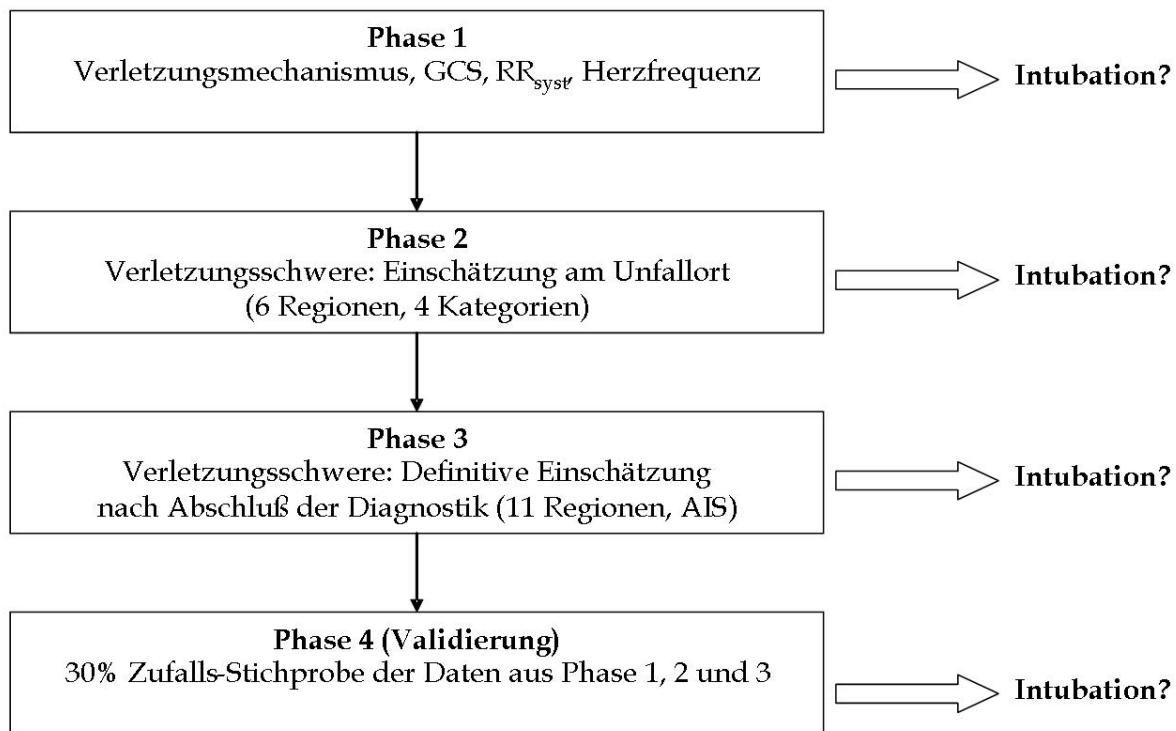 Phase 1
Verletzungsmechanismus, GCS, RRsyst, Herzfrequenz
Intubation?
Phase 2
Verletzungsschwere: Einschätzung am Unfallort
(6 Regionen, 4 Kategorien)
Intubation?
Phase 3
Verletzungsschwere: Definitive Einschätzung
nach Abschluß der Diagnostik (11 Regionen, AIS)
Intubation?
Phase 4 (Validierung)
30% Zufalls-Stichprobe der Daten aus Phase 1, 2 und 3
Intubation?